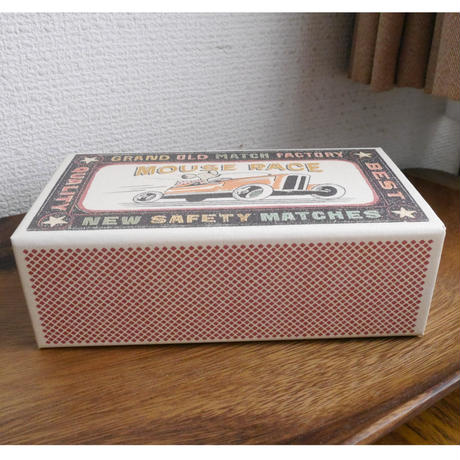 GRAND OLD MATCH FACTORY
QUALITY
MOUSE RACE
BEST
NEW SAFETY MATCHES